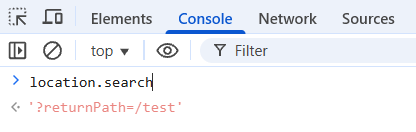 Elements Console Network Sources
top Filter
> location.search
'?returnPath=/test'